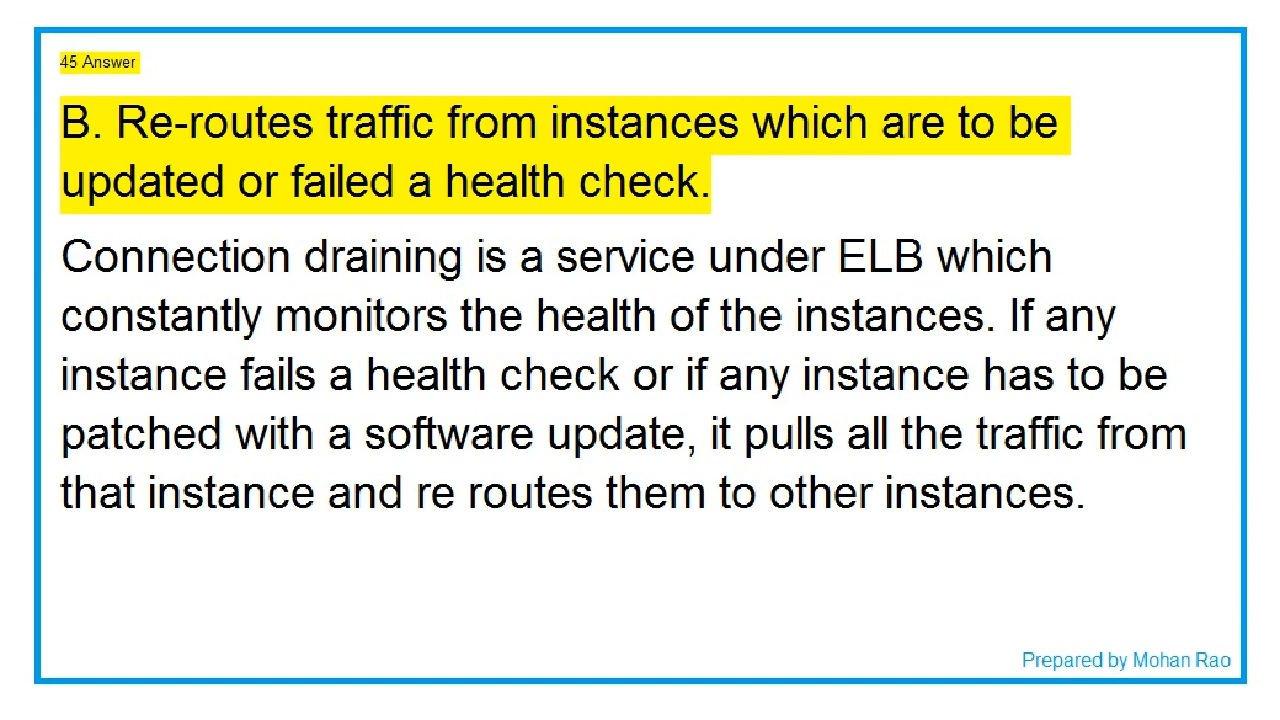 45 Answer
B. Re-routes traffic from instances which are to be
updated or failed a health check.
Connection draining is a service under ELB which
constantly monitors the health of the instances. If any
instance fails a health check or if any instance has to be
patched with a software update, it pulls all the traffic from
that instance and re routes them to other instances.
Prepared by Mohan Rao